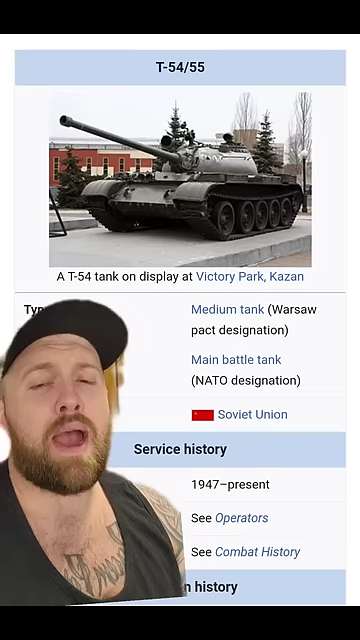 T-54/55
A T-54 tank on display at Victory Park, Kazan
Medium tank (Warsaw
pact designation)
Main battle tank
(NATO designation)
Soviet Union
Service history
1947–present
See Operators
See Combat History
history